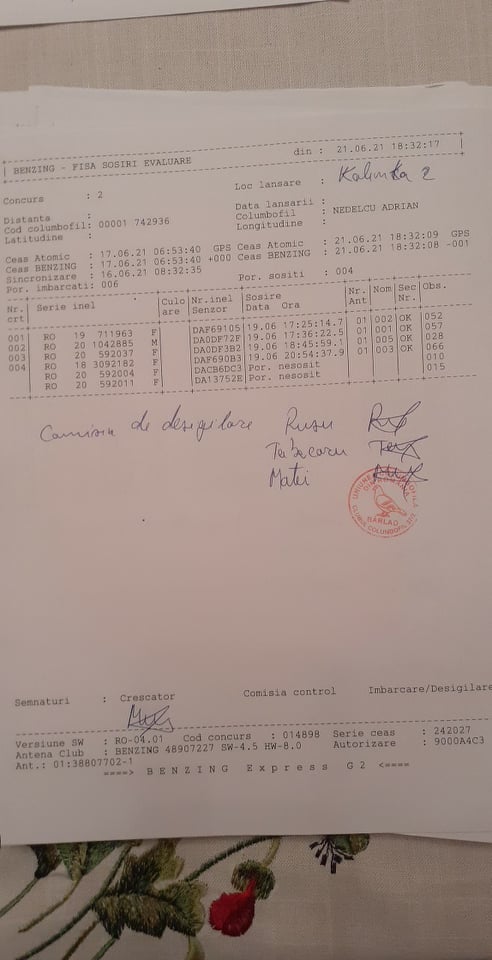 BENZING - FISA SOSIRI EVALUARE din : 21.06.21 18:32:17
Concurs : 2 Loc lansare : Kalinka 2
Distanta : Data lansarii :
Cod columbofil: 00001 742936 Columbofil : NEDELCU ADRIAN
Latitudine : Longitudine :
Ceas Atomic : 17.06.21 06:53:40 GPS Ceas Atomic : 21.06.21 18:32:09 GPS
Ceas BENZING : 17.06.21 06:53:40 +000 Ceas BENZING : 21.06.21 18:32:08 -001
Sincronizare : 16.06.21 08:32:35
Por. imbarcati: 006 Por. sositi : 004
Nr. crt Serie inel Culo are Nr.inel Senzor Sosire Data Ora Nr. Ant Nom Sec Nr. Obs.
001 RO 19 711963 F DAF69105 19.06 17:25:14.7 01 002 OK 052
002 RO 20 1042885 M DA0DF72F 19.06 17:36:22.5 01 001 OK 057
003 RO 20 592037 F DA0DF3B2 19.06 18:45:59.1 01 005 OK 028
004 RO 18 3092182 F DAF690B3 19.06 20:54:37.9 01 003 OK 066
RO 20 592004 F DACB6DC3 Por. nesosit 010
RO 20 592011 F DA13752E Por. nesosit 015
Comisia de desigilare Rusu
Matei
BARLAD
Semnaturi : Crescator Comisia control Imbarcare/Desigilare
Versiune SW : RO-04.01 Cod concurs : 014898 Serie ceas : 242027
Antena Club : BENZING 48907227 SW-4.5 HW-8.0 Autorizare : 9000A4C3
Ant.: 01:38807702-1
====> B E N Z I N G E x p r e s s G 2 <====